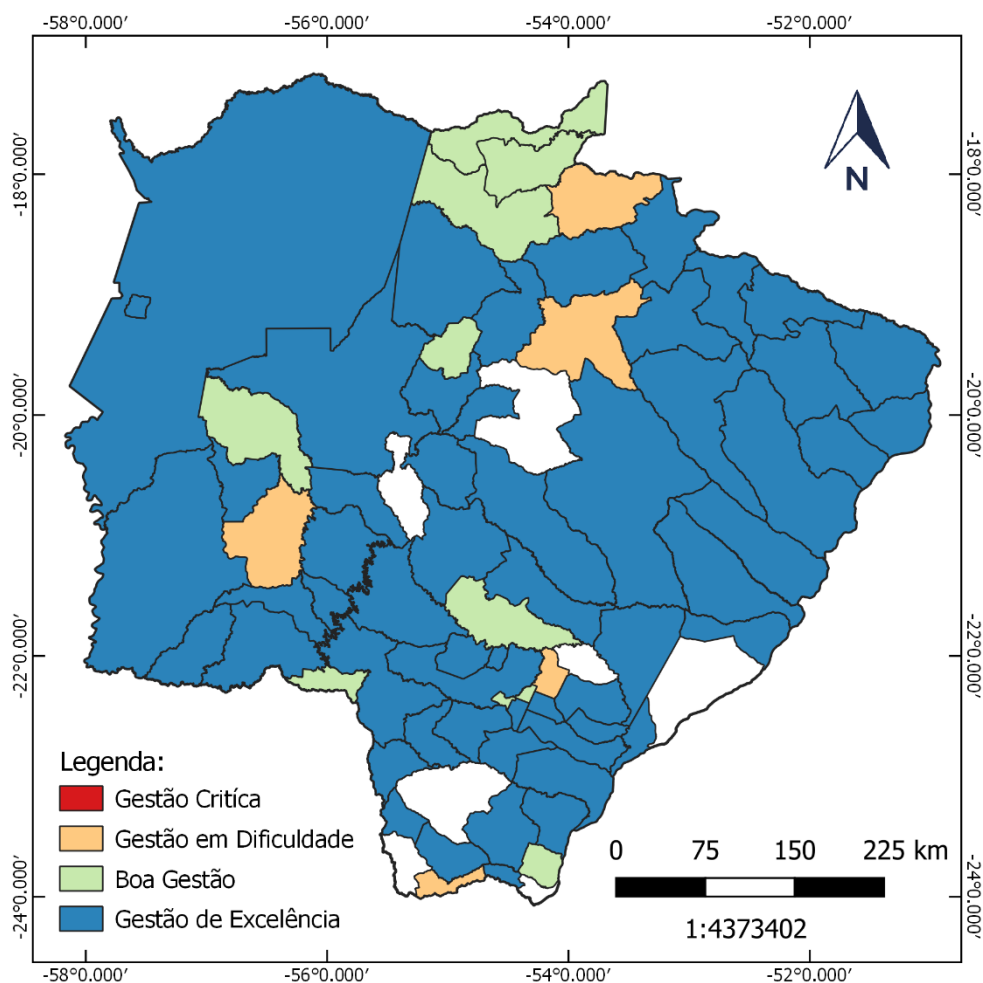 -58°0.000′ -56°0.000′ -54°0.000′ -52°0.000′
-18°0.000′ -18°0.000′
N
-20°0.000′ -20°0.000′
-22°0.000′ -22°0.000′
Legenda:
Gestão Critíca
Gestão em Dificuldade
Boa Gestão
Gestão de Excelência
0 75 150 225 km
1:4373402
-24°0.000′ -24°0.000′
-58°0.000′ -56°0.000′ -54°0.000′ -52°0.000′